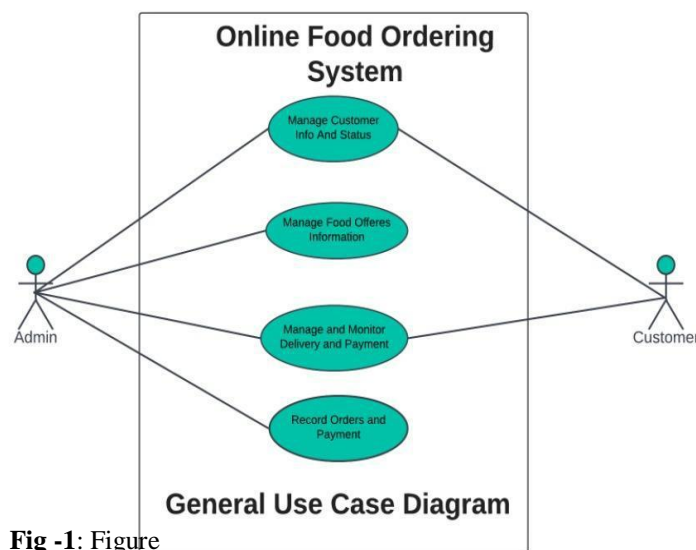 Online Food Ordering
System
Manage Customer
Info And Status
Manage Food Offeres
Information
Admin
Customer
Manage and Monitor
Delivery and Payment
Record Orders and
Payment
General Use Case Diagram
Fig -1: Figure